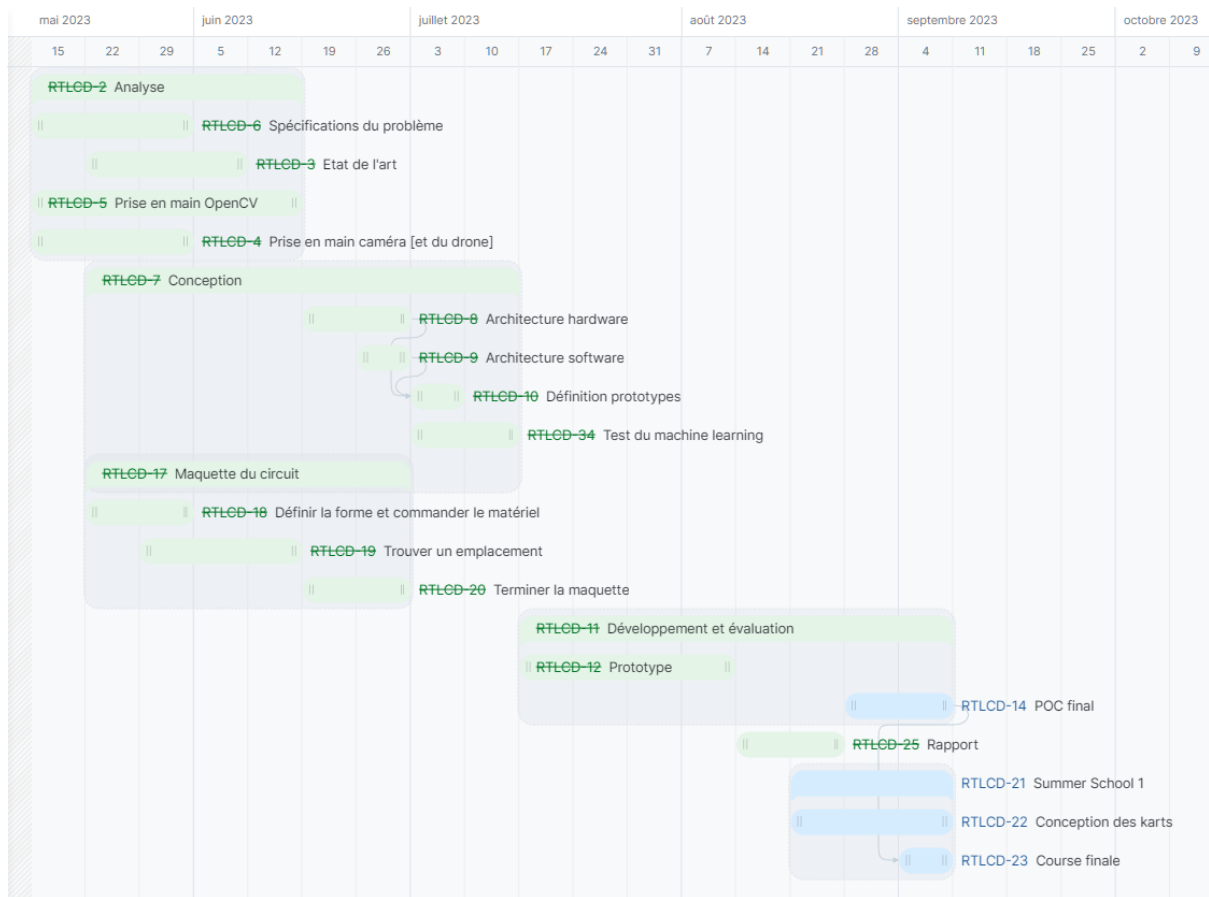 mai 2023 juin 2023 juillet 2023 août 2023 septembre 2023 octobre 2023
15 22 29 5 12 19 26 3 10 17 24 31 7 14 21 28 4 11 18 25 2 9
RTLCD-2 Analyse
RTLCD-6 Spécifications du problème
RTLCD-3 Etat de l'art
RTLCD-5 Prise en main OpenCV
RTLCD-4 Prise en main caméra [et du drone]
RTLCD-7 Conception
RTLCD-8 Architecture hardware
RTLCD-9 Architecture software
RTLCD-10 Définition prototypes
RTLCD-34 Test du machine learning
RTLCD-17 Maquette du circuit
RTLCD-18 Définir la forme et commander le matériel
RTLCD-19 Trouver un emplacement
RTLCD-20 Terminer la maquette
RTLCD-11 Développement et évaluation
RTLCD-12 Prototype
RTLCD-14 POC final
RTLCD-25 Rapport
RTLCD-21 Summer School 1
RTLCD-22 Conception des karts
RTLCD-23 Course finale